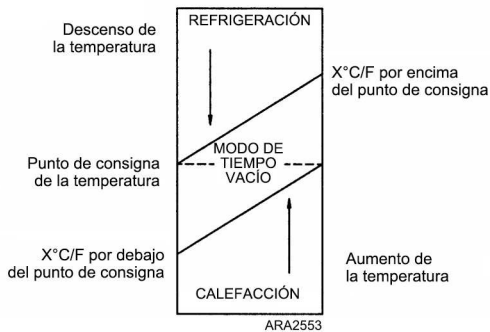 REFRIGERACIÓN
Descenso de
la temperatura
X°C/F por encima
del punto de consigna
MODO DE
TIEMPO
VACÍO
Punto de consigna
de la temperatura
X°C/F por debajo
del punto de consigna
Aumento de
la temperatura
CALEFACCIÓN
ARA2553